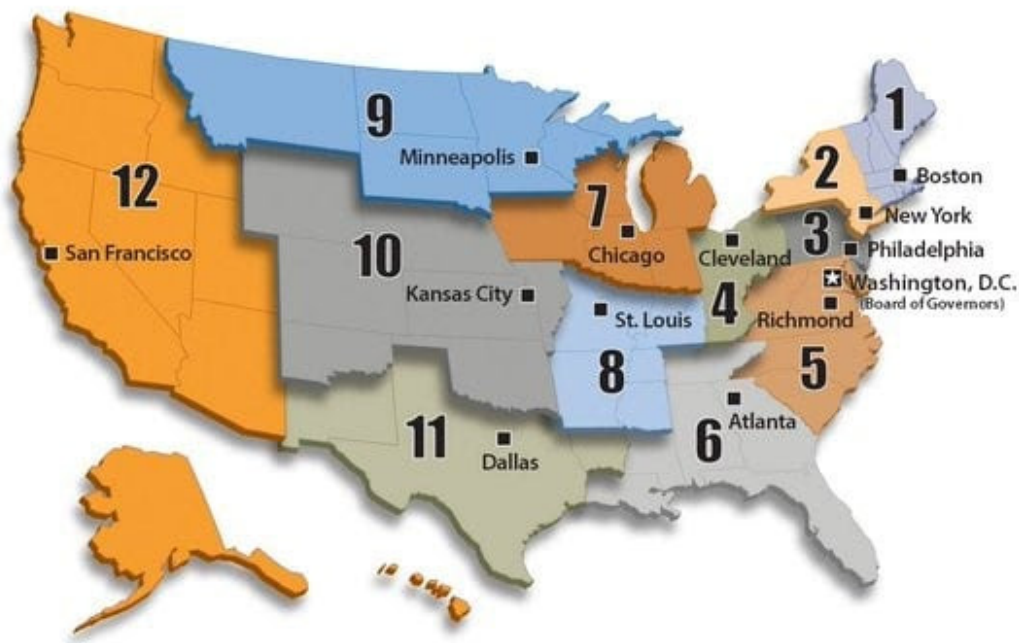 1
9
2
Minneapolis
12
Boston
7
New York
3
San Francisco
10
Chicago
Cleveland
Philadelphia
Washington, D.C.
(Board of Governors)
Kansas City
4
St. Louis
Richmond
8
5
Atlanta
11
6
Dallas